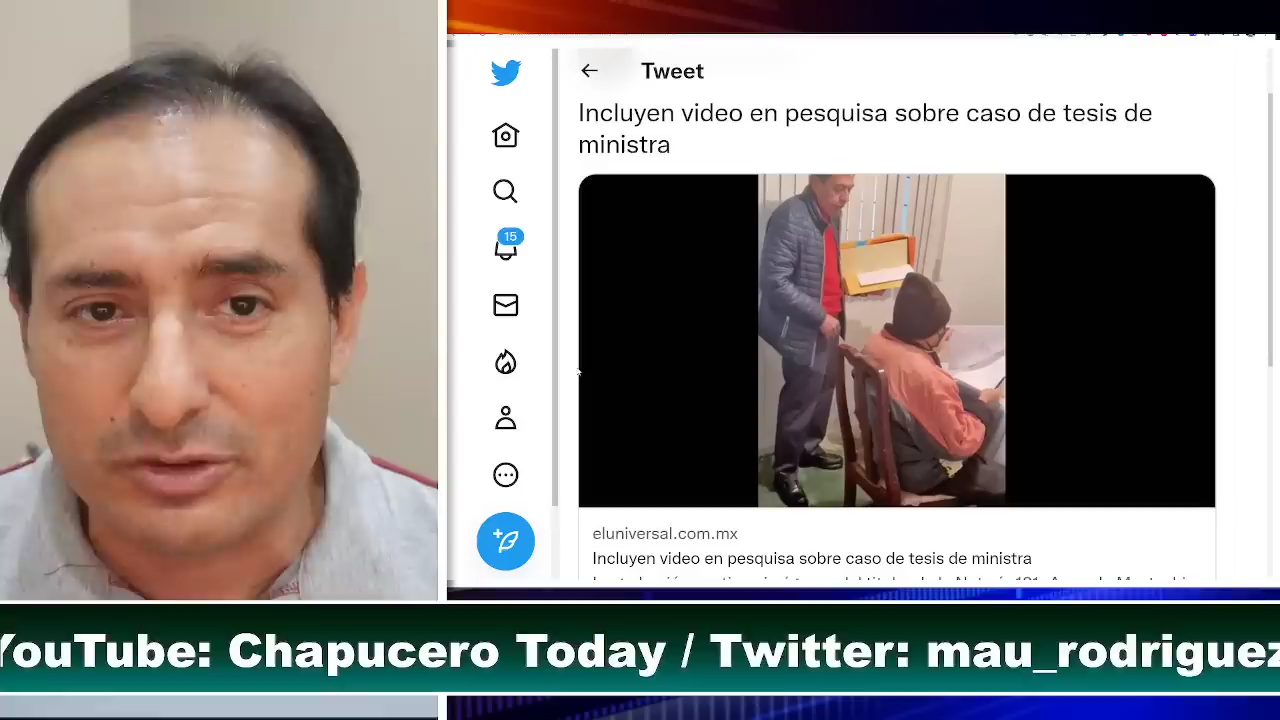 Tweet
Incluyen video en pesquisa sobre caso de tesis de
ministra
15
eluniversal.com.mx
Incluyen video en pesquisa sobre caso de tesis de ministra
YouTube: Chapucero Today / Twitter: mau_rodriguez